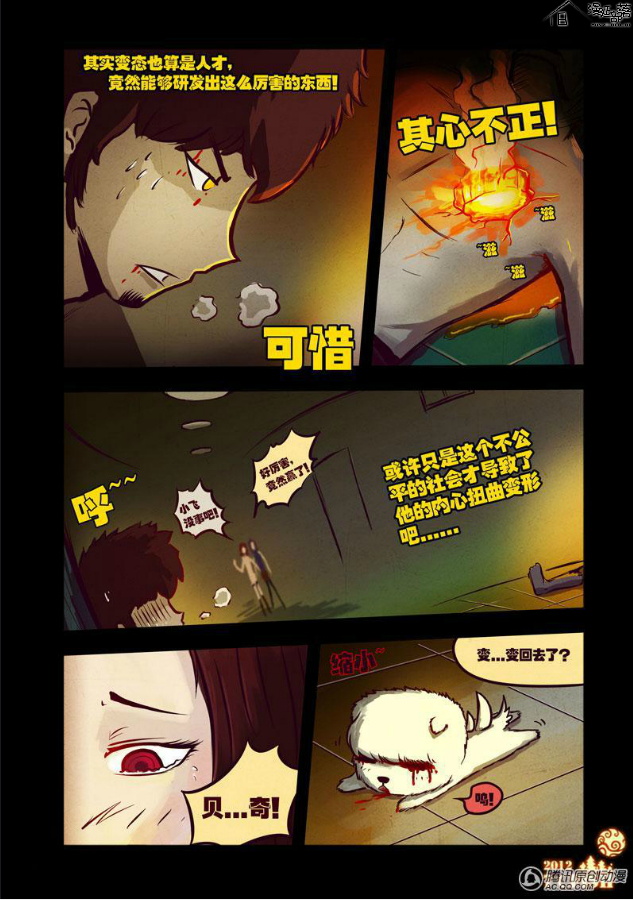 其实变态也算是人才，
竟然能够研发出这么厉害的东西！
可惜
其心不正！
~滋
~滋
~滋
呼~~
小飞
没事吧！
好厉害，
竟然赢了！
或许只是这个不公
平的社会才导致了
他的内心扭曲变形
吧……
贝…奇！
缩小~
变…变回去了？
呜！
2012
腾讯原创动漫
AC.QQ.COM